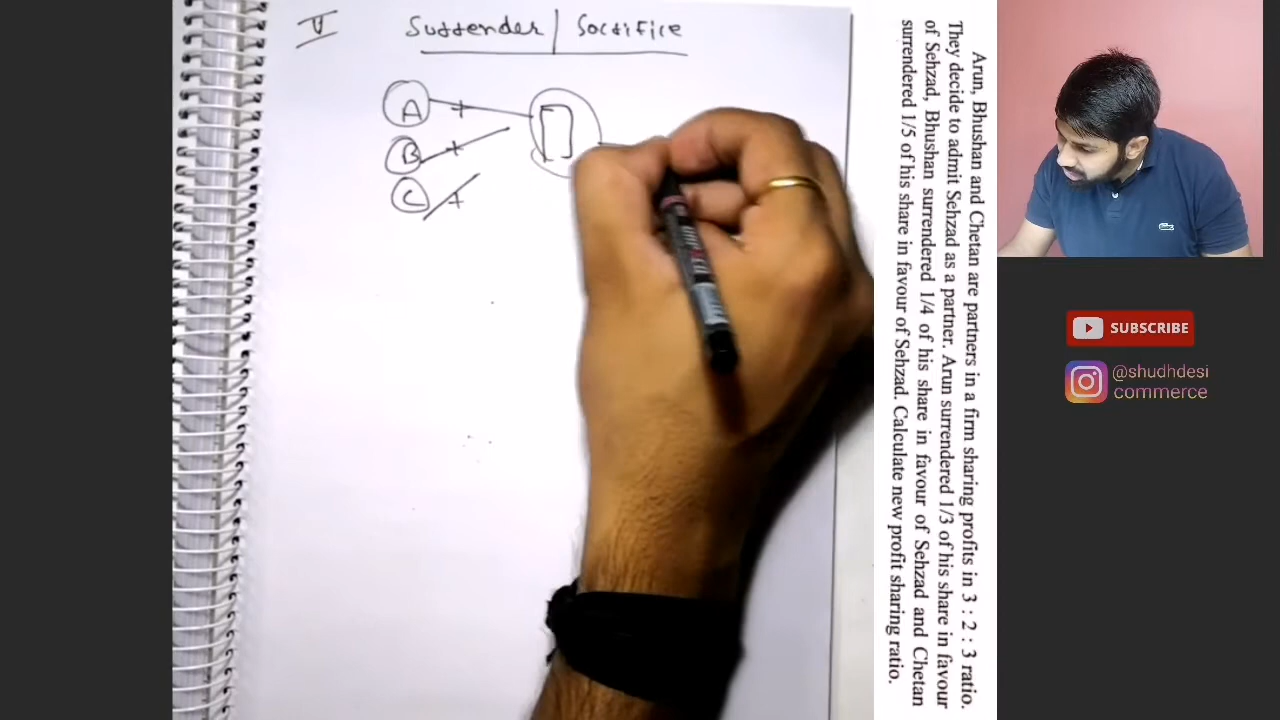 V Surrender / Sacrifice
A
B
C
Arun, Bhushan and Chetan are partners in a firm sharing profits in 3 : 2 : 3 ratio.
They decide to admit Sehzad as a partner. Arun surrendered 1/3 of his share in favour
of Sehzad, Bhushan surrendered 1/4 of his share in favour of Sehzad and Chetan
surrendered 1/5 of his share in favour of Sehzad. Calculate new profit sharing ratio.
SUBSCRIBE
@shudhdesi
commerce